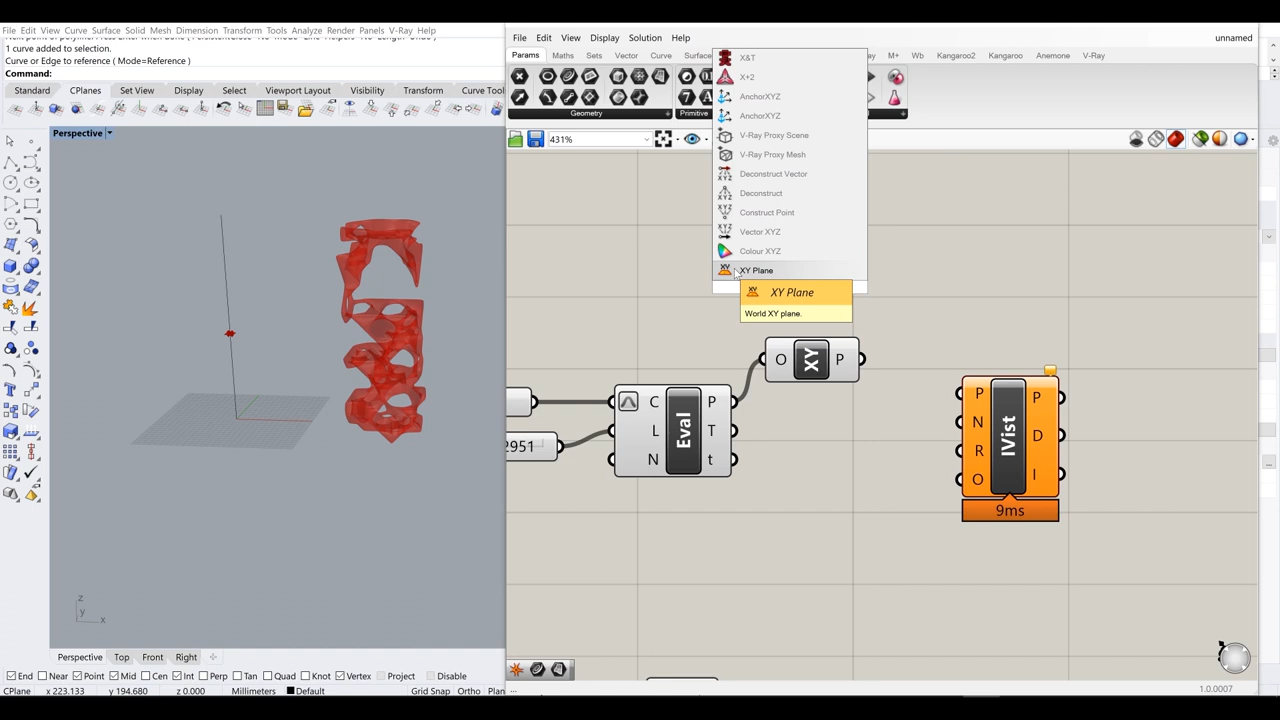 File Edit View Curve Surface Solid Mesh Dimension Transform Tools Analyze Render Panels V-Ray Help
1 curve added to selection.
Curve or Edge to reference ( Mode=Reference )
Command:
Standard CPlanes Set View Display Select Viewport Layout Visibility Transform Curve Tools
Perspective
z
y
x
Perspective Top Front Right
End Near Point Mid Cen Int Perp Tan Quad Knot Vertex Project Disable
CPlane x 223.133 y 194.680 z 0.000 Millimeters Default Grid Snap Ortho Plan
File Edit View Display Solution Help unnamed
Params Maths Sets Vector Curve Surface ay M+ Wb Kangaroo2 Kangaroo Anemone V-Ray
Geometry Primitive
431%
X&T
X+2
AnchorXYZ
AnchorXYZ
V-Ray Proxy Scene
V-Ray Proxy Mesh
Deconstruct Vector
Deconstruct
Construct Point
Vector XYZ
Colour XYZ
XY Plane
XY Plane
World XY plane.
O XY P
2951
C L N Eval P T t
P N R O IVist P D I
9ms
...
1.0.0007